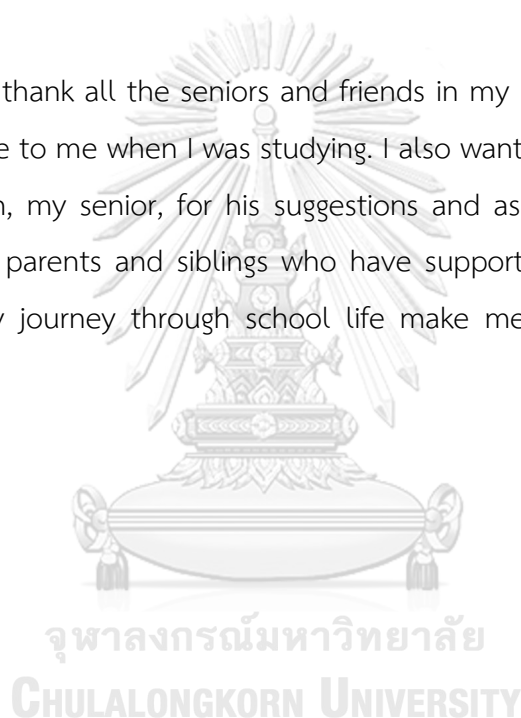 thank all the seniors and friends in my
e to me when I was studying. I also want
, my senior, for his suggestions and as
parents and siblings who have support
journey through school life make me
จุฬาลงกรณ์มหาวิทยาลัย
CHULALONGKORN UNIVERSITY